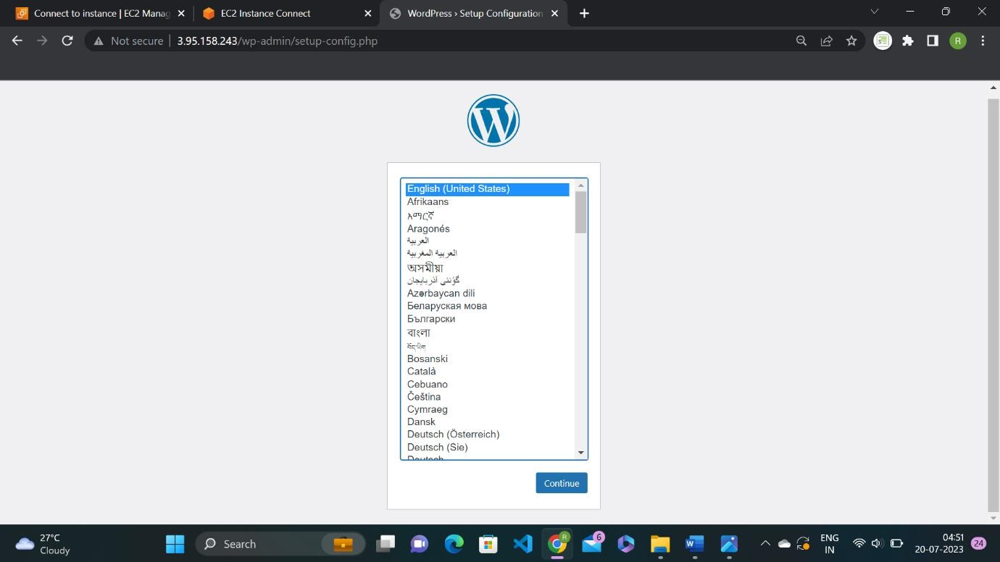 Connect to instance | EC2 Manag
EC2 Instance Connect
WordPress › Setup Configuration
Not secure
3.95.158.243/wp-admin/setup-config.php
R
English (United States)
Afrikaans
አማርኛ
Aragonés
العربية
العربية المغربية
অসমীয়া
گؤنئی آذربایجان
Azərbaycan dili
Беларуская мова
Български
বাংলা
བོད་ཡིག
Bosanski
Català
Cebuano
Čeština
Cymraeg
Dansk
Deutsch (Österreich)
Deutsch (Sie)
Deutsch
Continue
27°C
Cloudy
Search
R
6
ENG
IN
04:51
20-07-2023
24